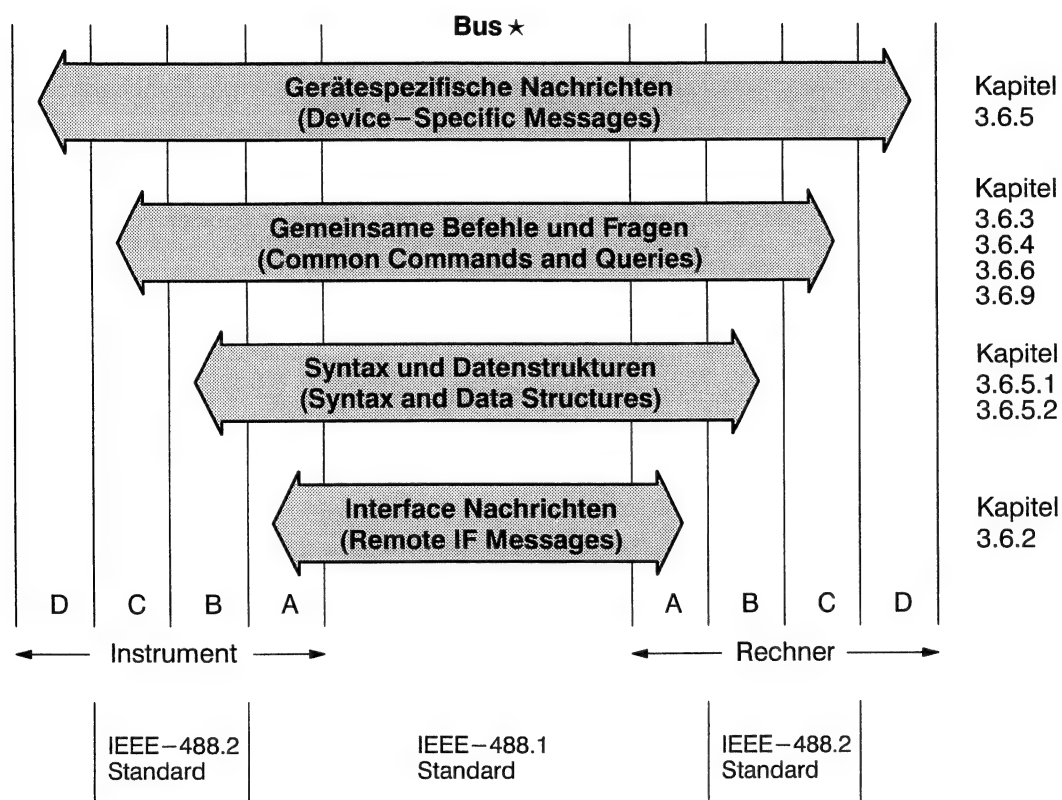 Bus ★
Gerätespezifische Nachrichten
(Device–Specific Messages)
Kapitel
3.6.5
Gemeinsame Befehle und Fragen
(Common Commands and Queries)
Kapitel
3.6.3
3.6.4
3.6.6
3.6.9
Syntax und Datenstrukturen
(Syntax and Data Structures)
Kapitel
3.6.5.1
3.6.5.2
Interface Nachrichten
(Remote IF Messages)
Kapitel
3.6.2
D C B A A B C D
Instrument Rechner
IEEE–488.2 IEEE–488.1 IEEE–488.2
Standard Standard Standard